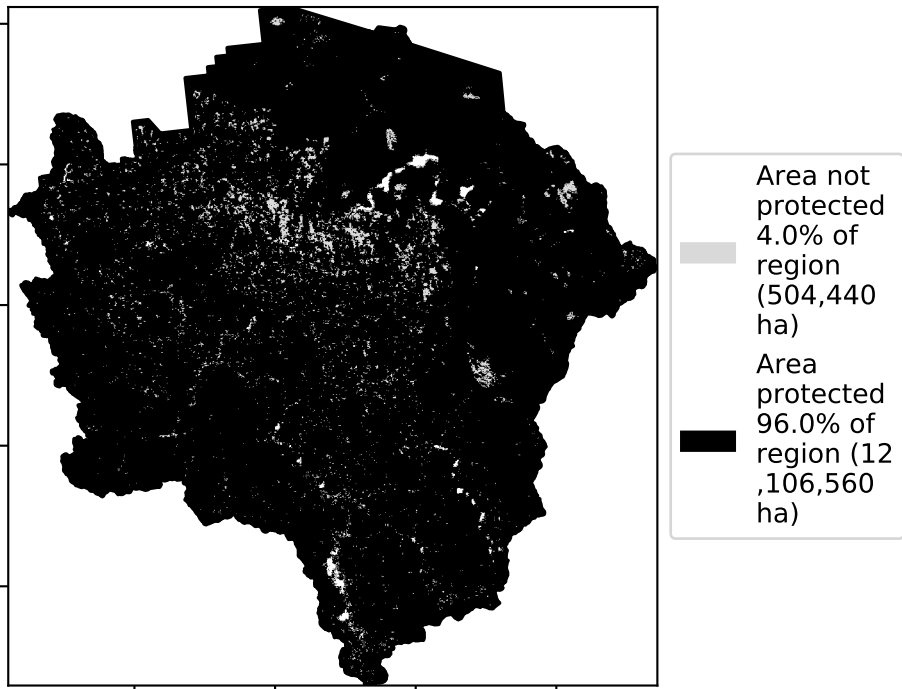 Area not
protected
4.0% of
region
(504,440
ha)
Area
protected
96.0% of
region (12
,106,560
ha)